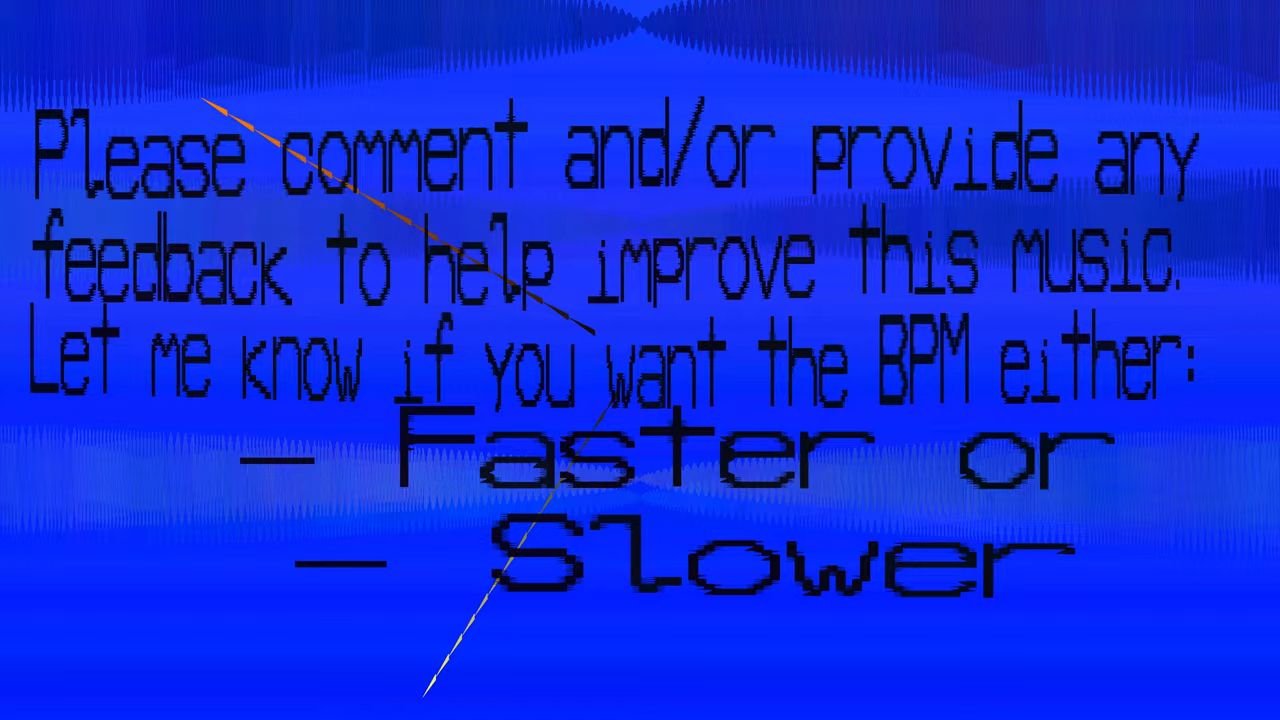 Please comment and/or provide any
feedback to help improve this music.
Let me know if you want the BPM either:
- Faster or
- Slower